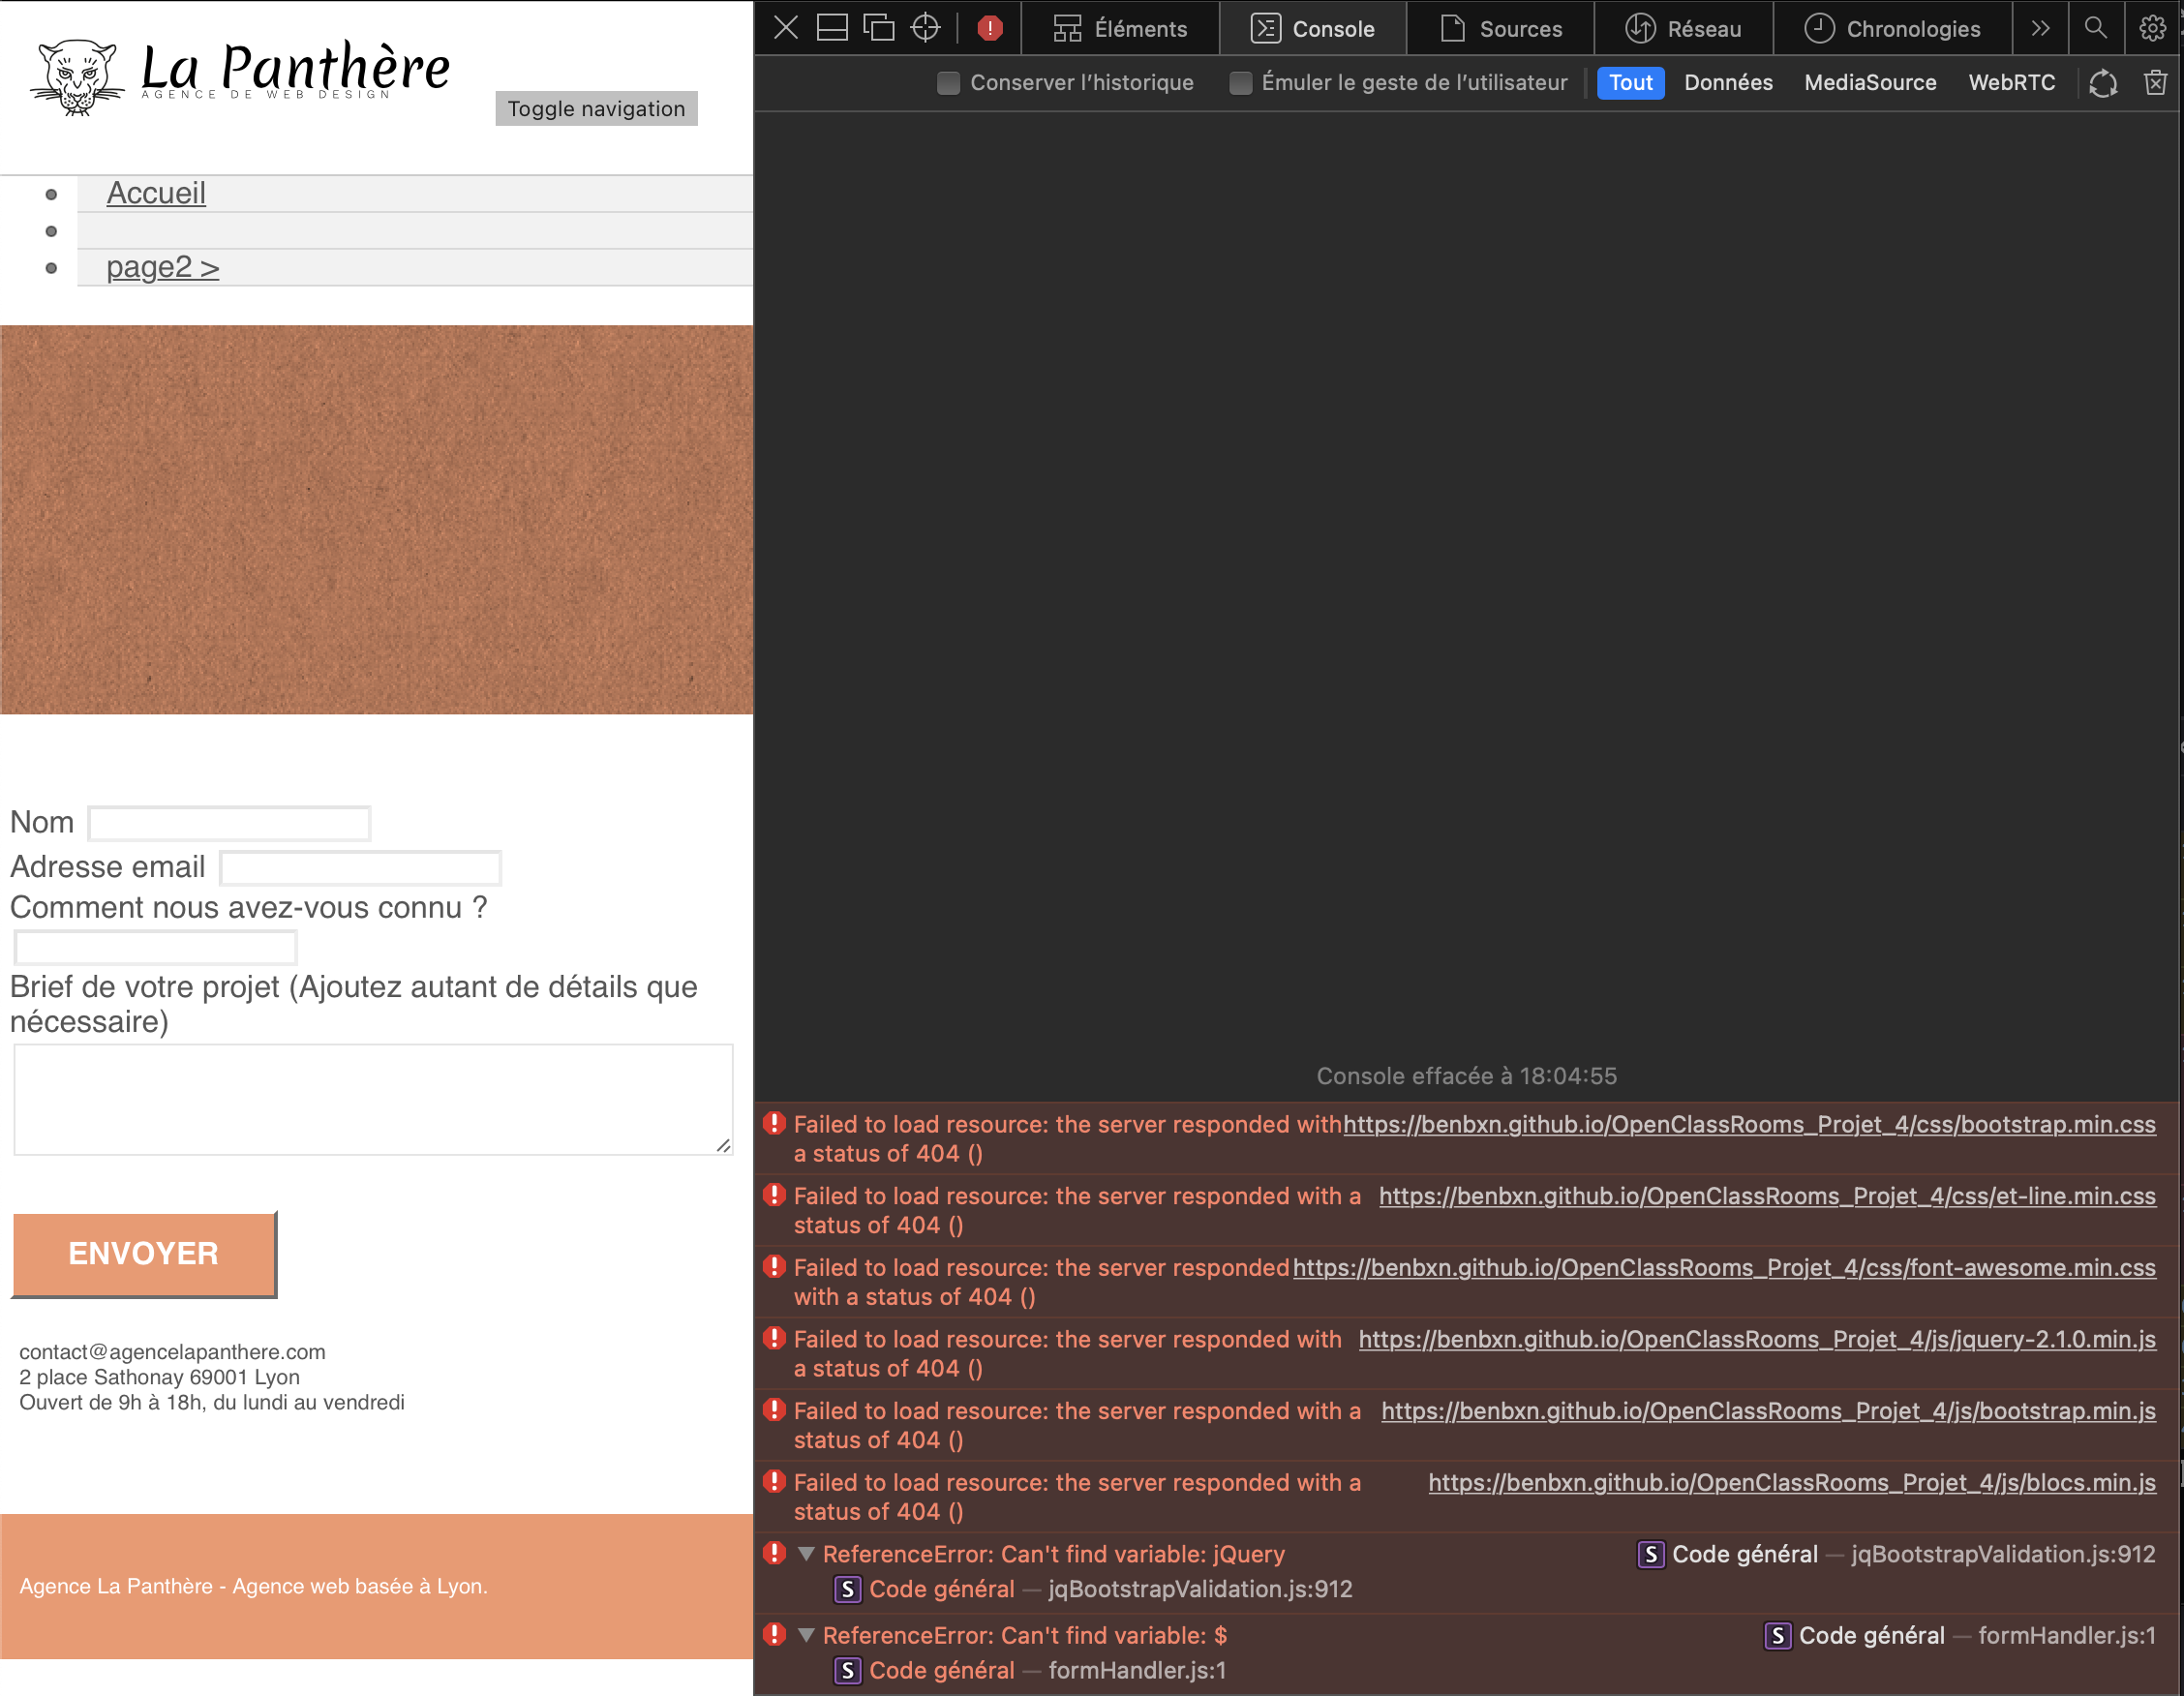 La Panthère
AGENCE DE WEB DESIGN
Toggle navigation
Accueil
page2 >
Nom
Adresse email
Comment nous avez-vous connu ?
Brief de votre projet (Ajoutez autant de détails que
nécessaire)
ENVOYER
contact@agencelapanthere.com
2 place Sathonay 69001 Lyon
Ouvert de 9h à 18h, du lundi au vendredi
Agence La Panthère - Agence web basée à Lyon.
Éléments Console Sources Réseau Chronologies
Conserver l’historique Émuler le geste de l’utilisateur Tout Données MediaSource WebRTC
Console effacée à 18:04:55
Failed to load resource: the server responded with https://benbxn.github.io/OpenClassRooms_Projet_4/css/bootstrap.min.css
a status of 404 ()
Failed to load resource: the server responded with a https://benbxn.github.io/OpenClassRooms_Projet_4/css/et-line.min.css
status of 404 ()
Failed to load resource: the server responded https://benbxn.github.io/OpenClassRooms_Projet_4/css/font-awesome.min.css
with a status of 404 ()
Failed to load resource: the server responded with https://benbxn.github.io/OpenClassRooms_Projet_4/js/jquery-2.1.0.min.js
a status of 404 ()
Failed to load resource: the server responded with a https://benbxn.github.io/OpenClassRooms_Projet_4/js/bootstrap.min.js
status of 404 ()
Failed to load resource: the server responded with a https://benbxn.github.io/OpenClassRooms_Projet_4/js/blocs.min.js
status of 404 ()
ReferenceError: Can't find variable: jQuery S Code général — jqBootstrapValidation.js:912
S Code général — jqBootstrapValidation.js:912
ReferenceError: Can't find variable: $ S Code général — formHandler.js:1
S Code général — formHandler.js:1